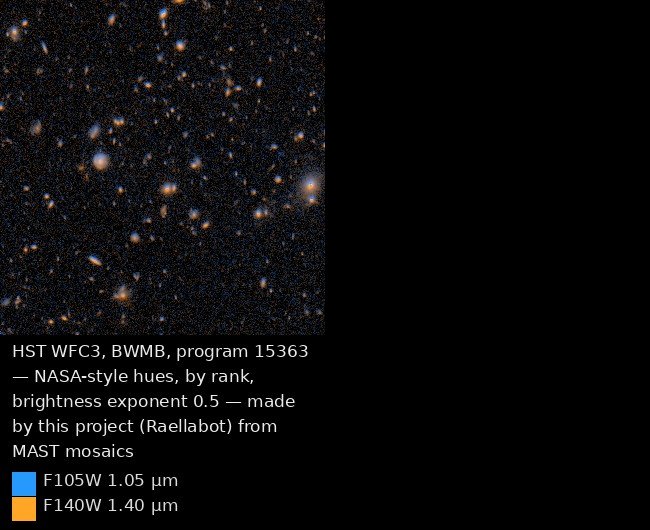 HST WFC3, BWMB, program 15363
— NASA-style hues, by rank,
brightness exponent 0.5 — made
by this project (Raellabot) from
MAST mosaics
F105W 1.05 μm
F140W 1.40 μm